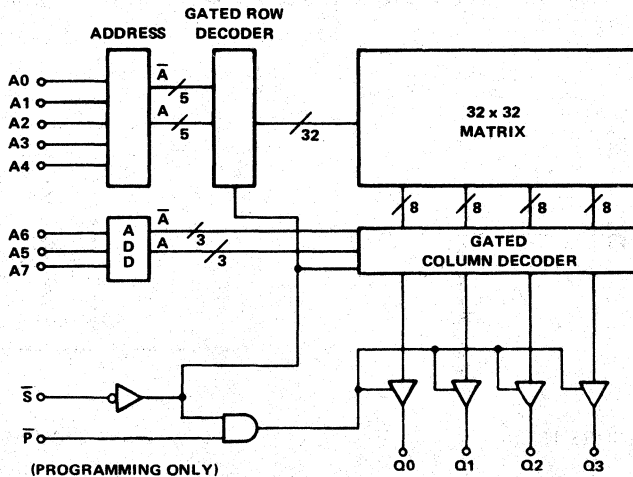 GATED ROW
DECODER
ADDRESS
A0
A1
A2
A3
A4
A̅
5
A
5
32
32 x 32
MATRIX
8
8
8
8
A6
A5
A7
A
D
D
A̅
3
A
3
GATED
COLUMN DECODER
S̅
P̅
(PROGRAMMING ONLY)
Q0
Q1
Q2
Q3